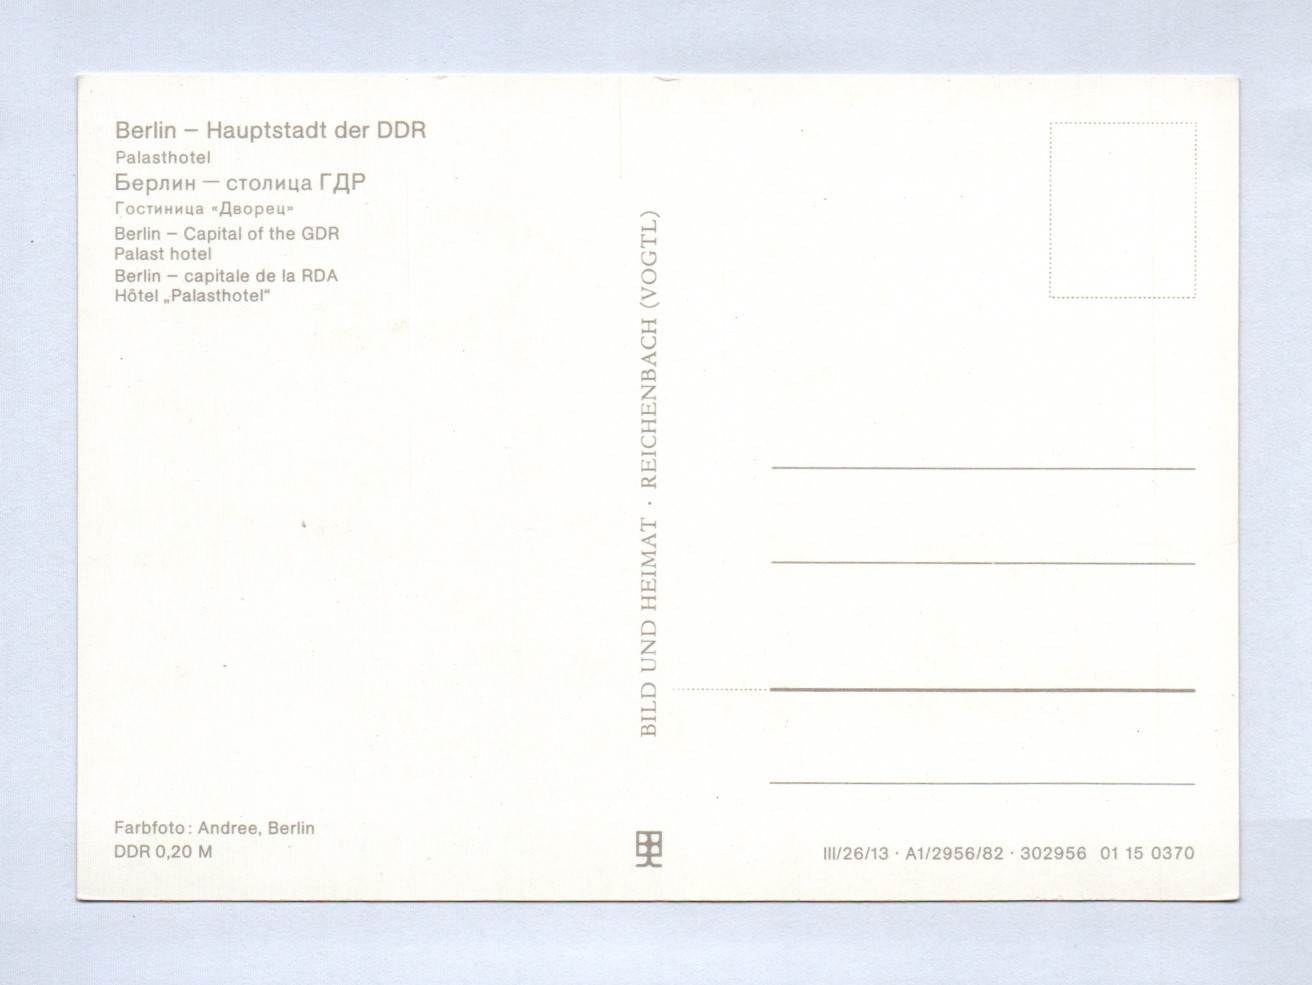 Berlin – Hauptstadt der DDR
Palasthotel
Берлин — столица ГДР
Гостиница «Дворец»
Berlin – Capital of the GDR
Palast hotel
Berlin – capitale de la RDA
Hôtel „Palasthotel“
BILD UND HEIMAT · REICHENBACH (VOGTL)
Farbfoto: Andree, Berlin
DDR 0,20 M
III/26/13 · A1/2956/82 · 302956 01 15 0370